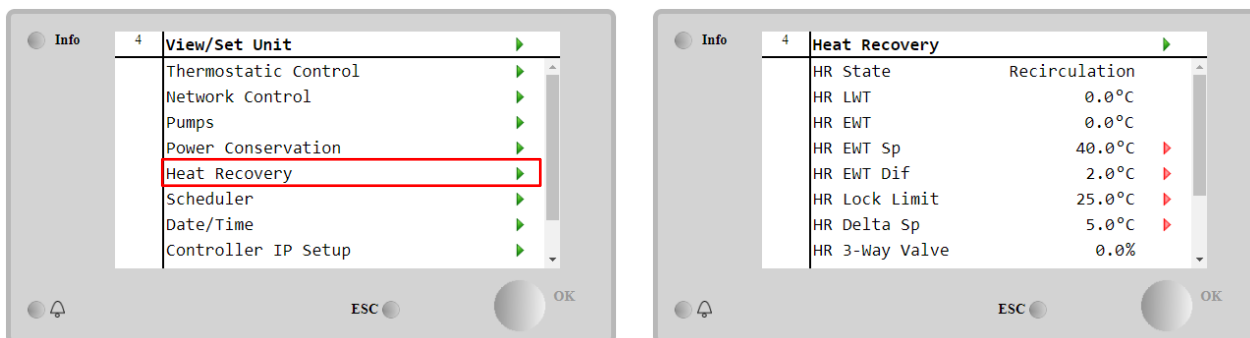 Info
4
View/Set Unit
Thermostatic Control
Network Control
Pumps
Power Conservation
Heat Recovery
Scheduler
Date/Time
Controller IP Setup
ESC
OK
Info
4
Heat Recovery
HR State Recirculation
HR LWT 0.0°C
HR EWT 0.0°C
HR EWT Sp 40.0°C
HR EWT Dif 2.0°C
HR Lock Limit 25.0°C
HR Delta Sp 5.0°C
HR 3-Way Valve 0.0%
ESC
OK